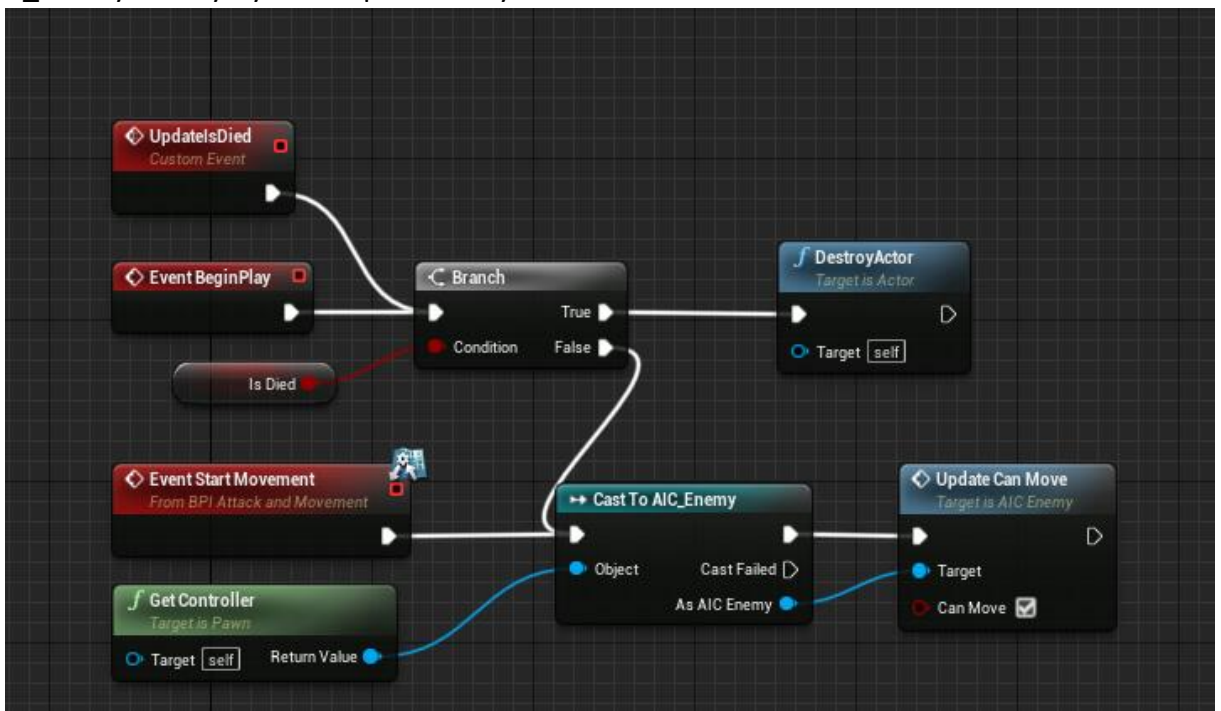 UpdateIsDied
Custom Event
Event BeginPlay
Branch
True
Condition
False
Is Died
DestroyActor
Target is Actor
Target self
Event Start Movement
From BPI Attack and Movement
Cast To AIC_Enemy
Object
Cast Failed
As AIC Enemy
Update Can Move
Target is AIC Enemy
Target
Can Move
Get Controller
Target is Pawn
Target self
Return Value